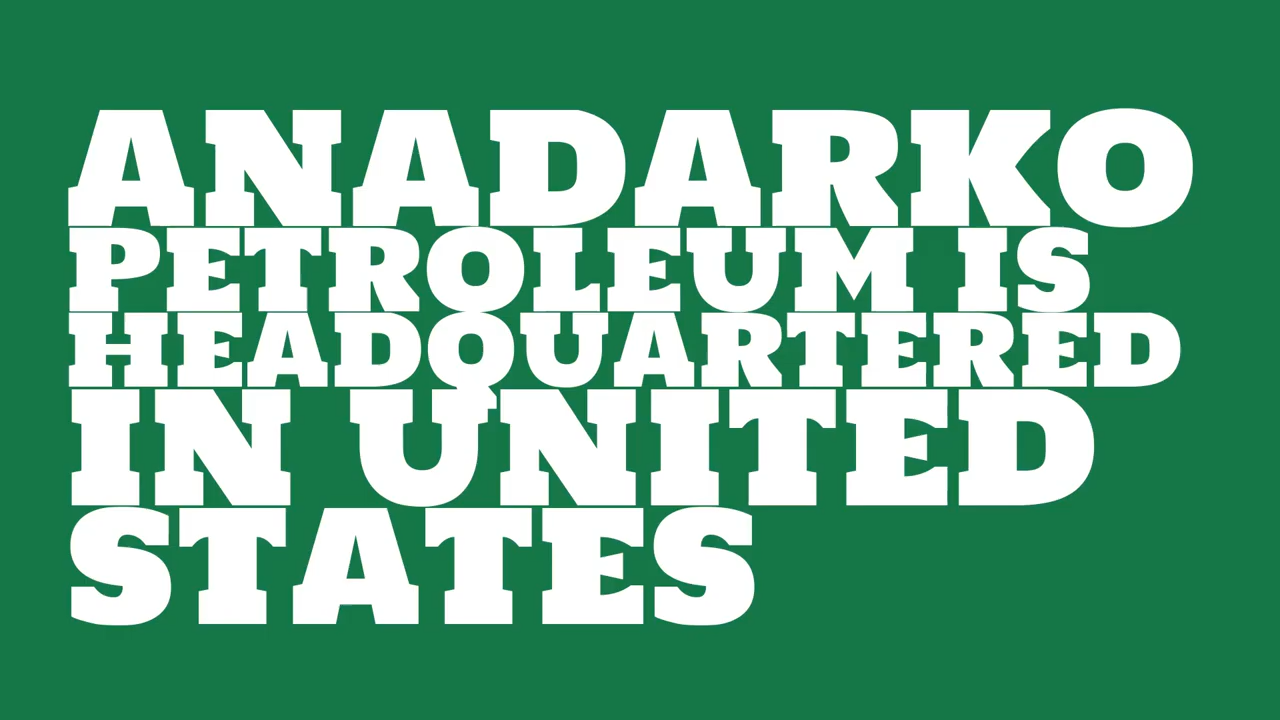 ANADARKO
PETROLEUM IS
HEADQUARTERED
IN UNITED
STATES